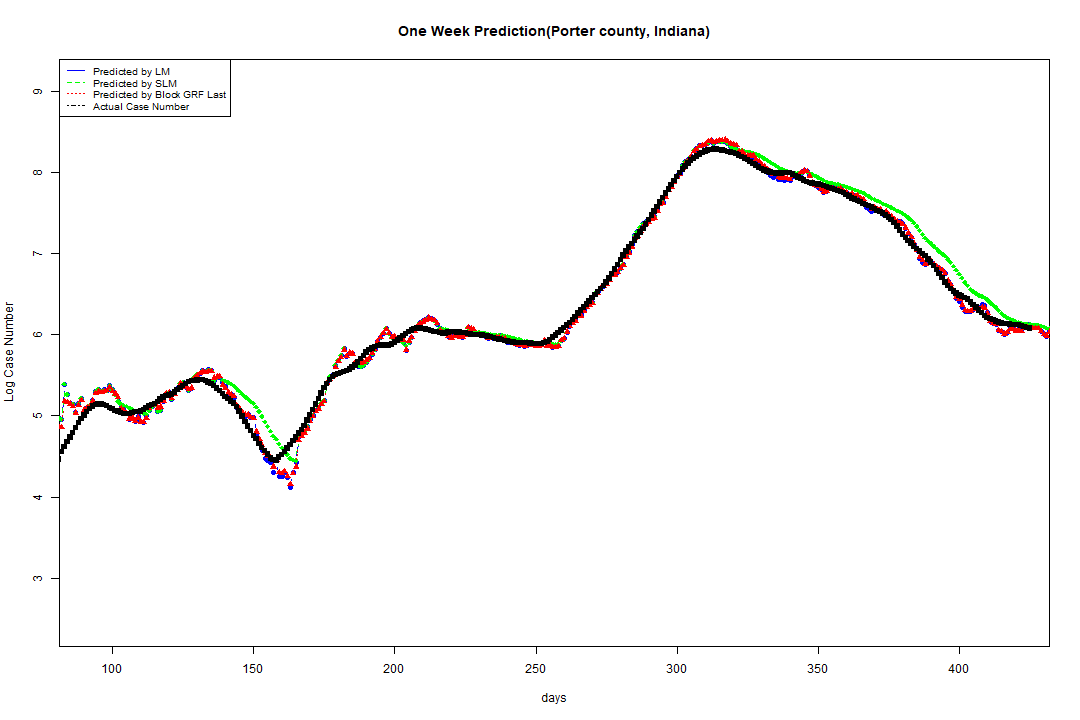 One Week Prediction(Porter county, Indiana)
Predicted by LM
Predicted by SLM
Predicted by Block GRF Last
Actual Case Number
9
8
7
6
5
4
3
Log Case Number
100 150 200 250 300 350 400
days